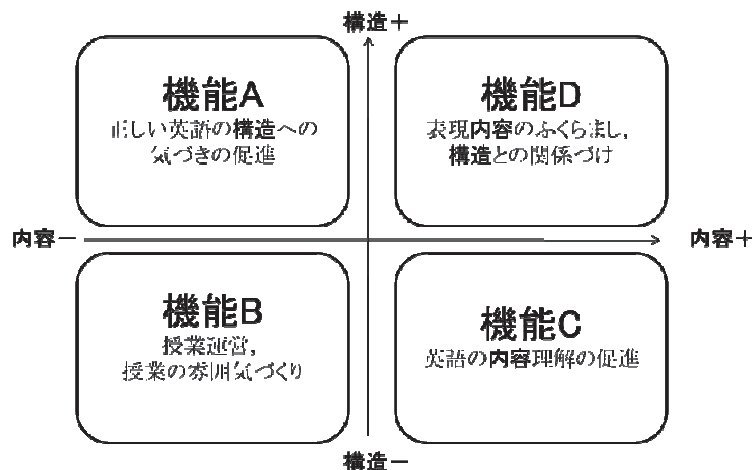 構造＋
機能A
正しい英語の構造への
気づきの促進
機能D
表現内容のふくらまし，
構造との関係づけ
内容－
内容＋
機能B
授業運営，
授業の雰囲気づくり
機能C
英語の内容理解の促進
構造－